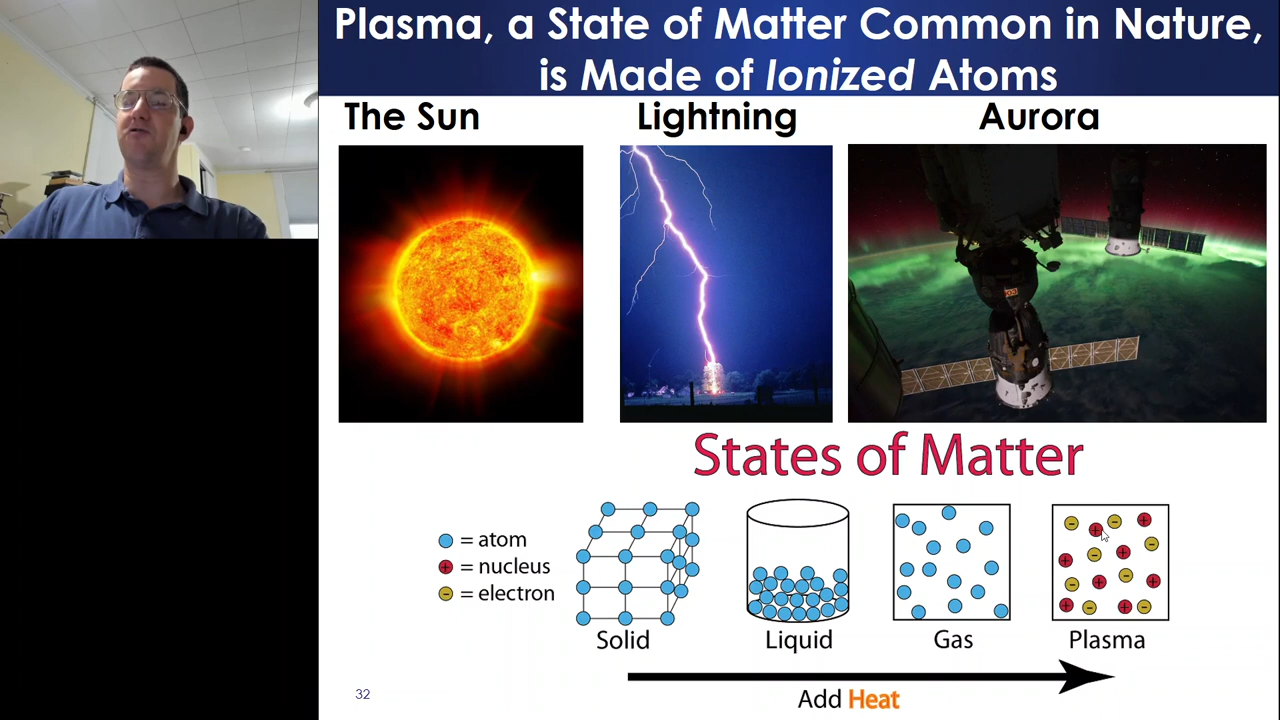 Plasma, a State of Matter Common in Nature,
is Made of Ionized Atoms
The Sun
Lightning
Aurora
States of Matter
= atom
+ = nucleus
- = electron
Solid
Liquid
Gas
Plasma
Add Heat
32